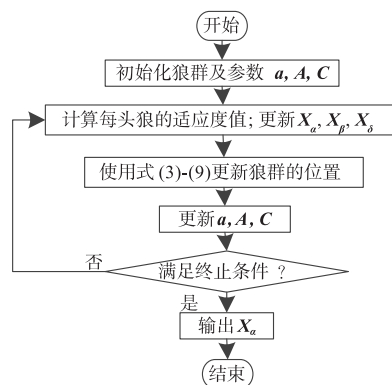 开始
初始化狼群及参数 a, A, C
计算每头狼的适应度值; 更新 Xα, Xβ, Xδ
使用式 (3)-(9)更新狼群的位置
更新 a, A, C
满足终止条件 ?
否
是
输出 Xα
结束